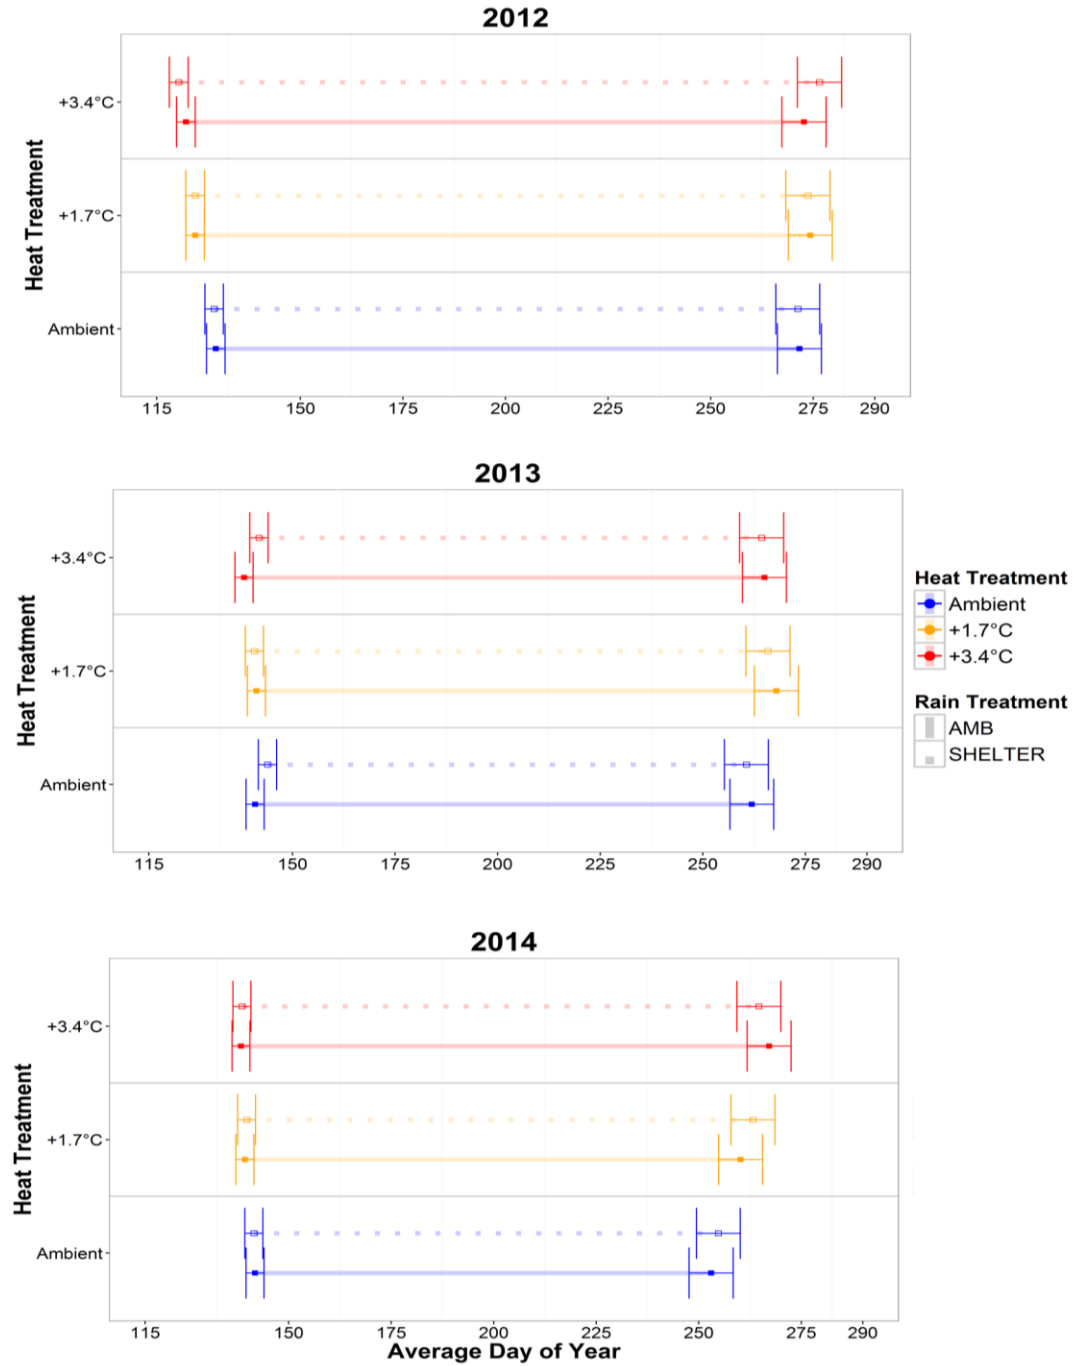 2012
Heat Treatment
+3.4°C
+1.7°C
Ambient
115 150 175 200 225 250 275 290
2013
Heat Treatment
+3.4°C
+1.7°C
Ambient
115 150 175 200 225 250 275 290
Heat Treatment
Ambient
+1.7°C
+3.4°C
Rain Treatment
AMB
SHELTER
2014
Heat Treatment
+3.4°C
+1.7°C
Ambient
115 150 175 200 225 250 275 290
Average Day of Year